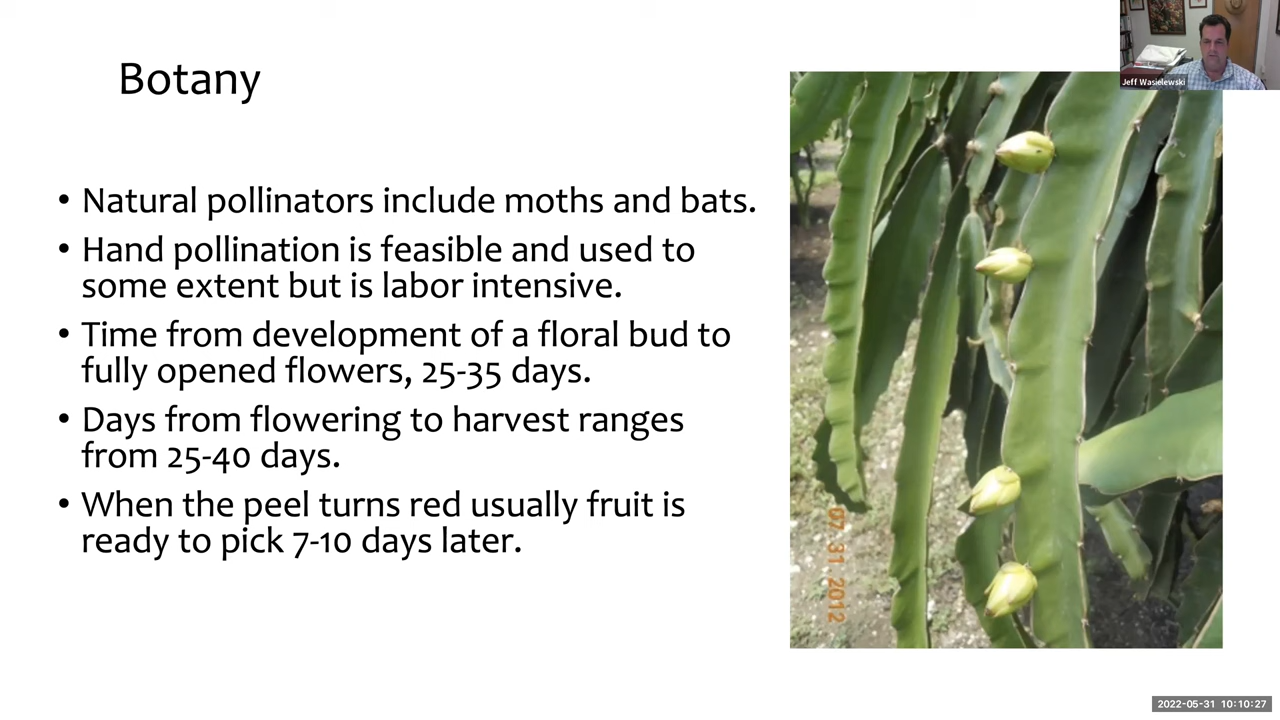 Botany
• Natural pollinators include moths and bats.
• Hand pollination is feasible and used to
some extent but is labor intensive.
• Time from development of a floral bud to
fully opened flowers, 25-35 days.
• Days from flowering to harvest ranges
from 25-40 days.
• When the peel turns red usually fruit is
ready to pick 7-10 days later.
Jeff Wasielewski
07 31 2012
2022-05-31 10:10:27